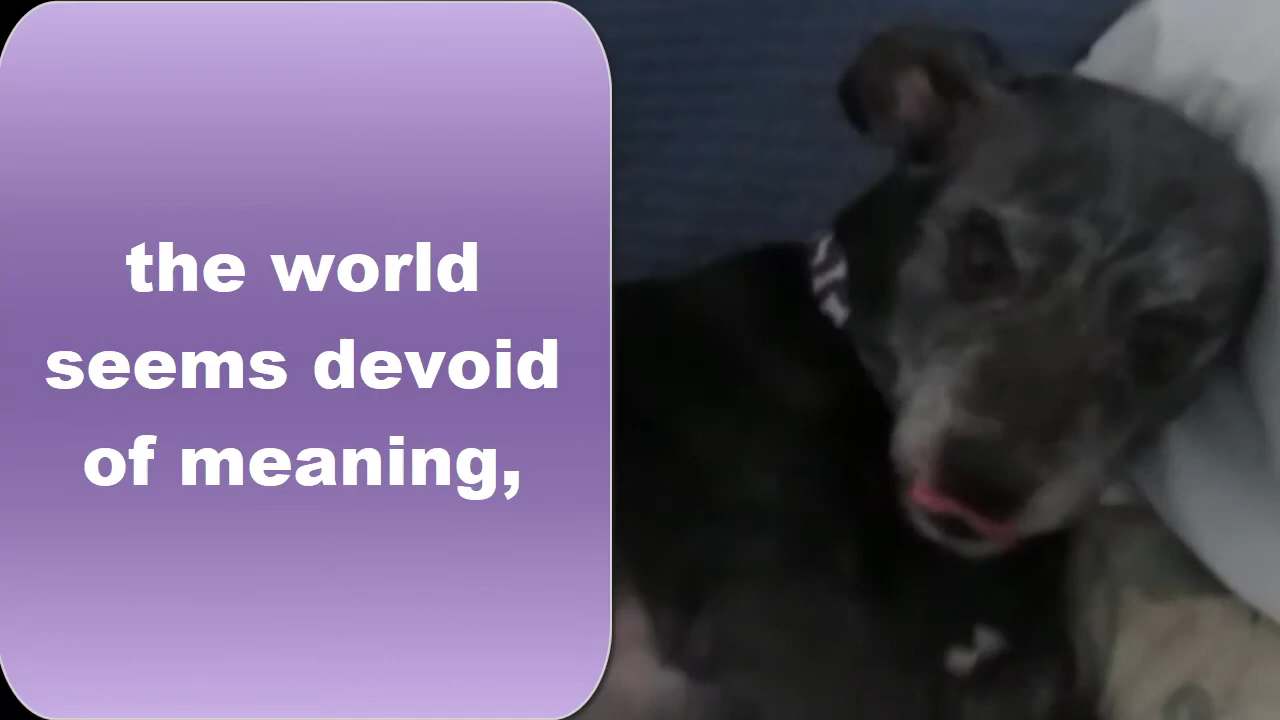 the world
seems devoid
of meaning,